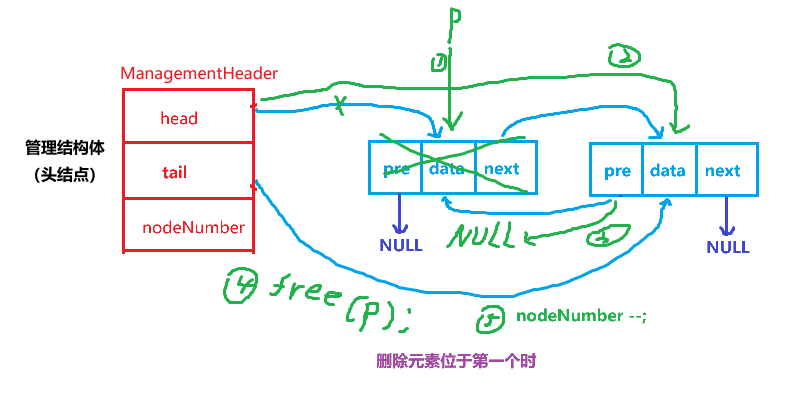 P
①
②
ManagementHeader
head
管理结构体
(头结点)
tail
nodeNumber
pre data next
pre data next
NULL
NULL
③
NULL
④ free(P);
⑤ nodeNumber --;
删除元素位于第一个时